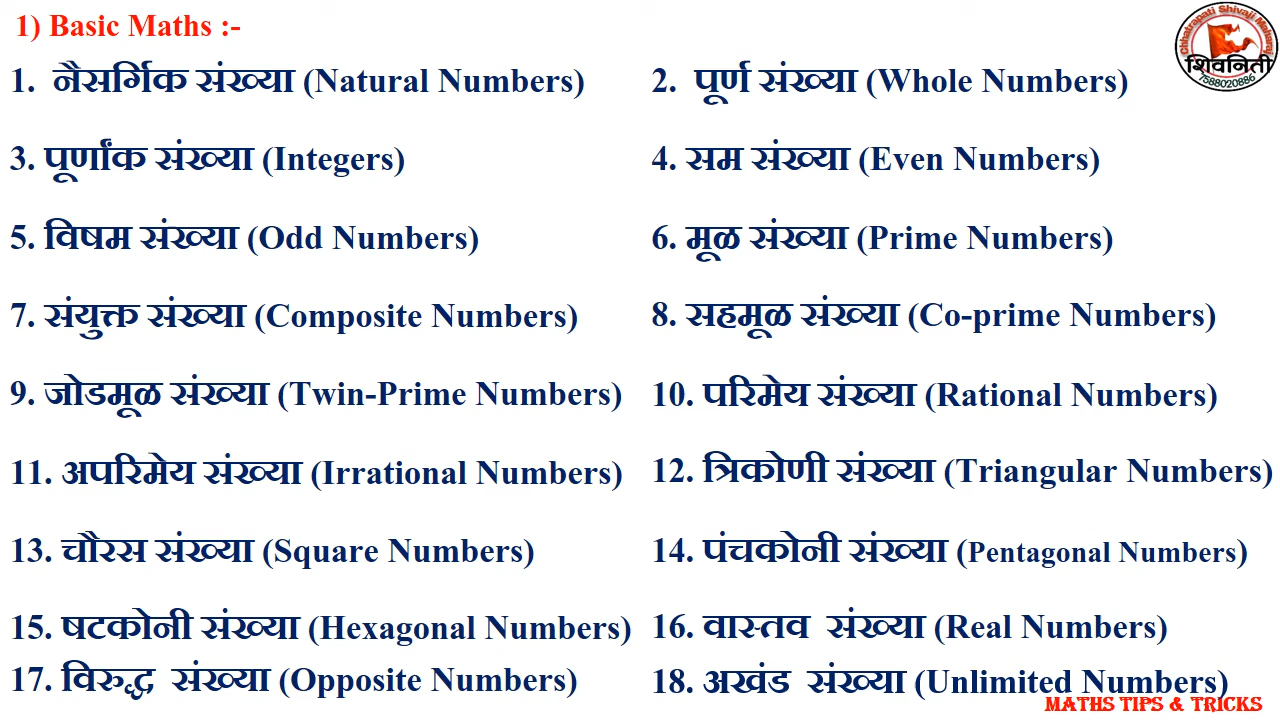 1) Basic Maths :-
Chhatrapati Shivaji Maharaj
शिवनिती
7588020886
1. नैसर्गिक संख्या (Natural Numbers)
2. पूर्ण संख्या (Whole Numbers)
3. पूर्णांक संख्या (Integers)
4. सम संख्या (Even Numbers)
5. विषम संख्या (Odd Numbers)
6. मूळ संख्या (Prime Numbers)
7. संयुक्त संख्या (Composite Numbers)
8. सहमूळ संख्या (Co-prime Numbers)
9. जोडमूळ संख्या (Twin-Prime Numbers)
10. परिमेय संख्या (Rational Numbers)
11. अपरिमेय संख्या (Irrational Numbers)
12. त्रिकोणी संख्या (Triangular Numbers)
13. चौरस संख्या (Square Numbers)
14. पंचकोनी संख्या (Pentagonal Numbers)
15. षटकोनी संख्या (Hexagonal Numbers)
16. वास्तव संख्या (Real Numbers)
17. विरुद्ध संख्या (Opposite Numbers)
18. अखंड संख्या (Unlimited Numbers)
MATHS TIPS & TRICKS